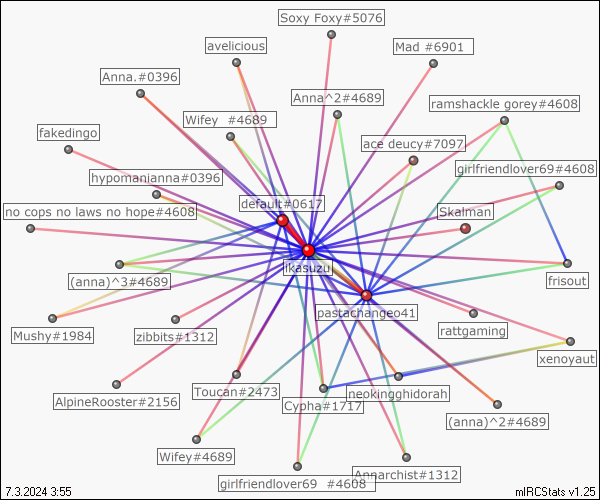 Soxy Foxy#5076
avelicious
Mad #6901
Anna.#0396
Anna^2#4689
ramshackle gorey#4608
Wifey #4689
fakedingo
ace deucy#7097
girlfriendlover69#4608
hypomanianna#0396
default#0617
no cops no laws no hope#4608
Skalman
ikasuzu
(anna)^3#4689
frisout
pastachangeo41
Mushy#1984
zibbits#1312
rattgaming
xenoyaut
Toucan#2473
neokingghidorah
AlpineRooster#2156
Cypha#1717
(anna)^2#4689
Wifey#4689
Annarchist#1312
girlfriendlover69 #4608
7.3.2024 3:55
mIRCStats v1.25